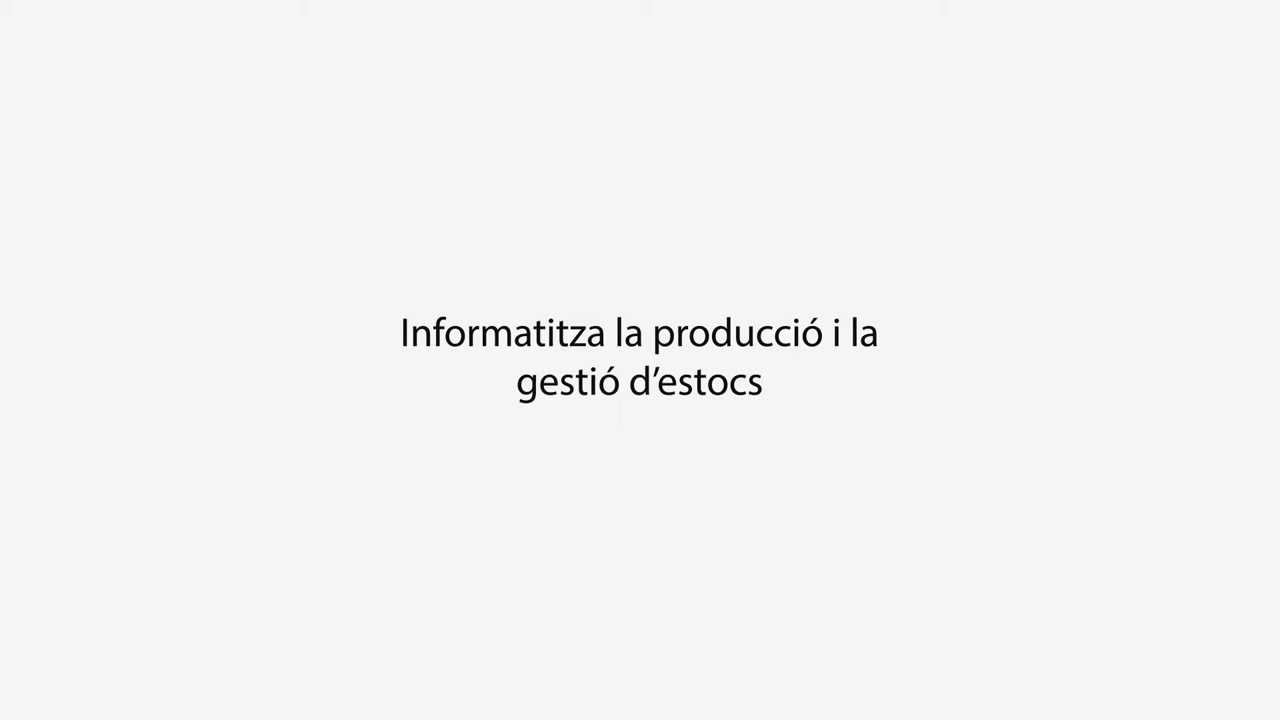 Informatitza la producció i la
gestió d’estocs